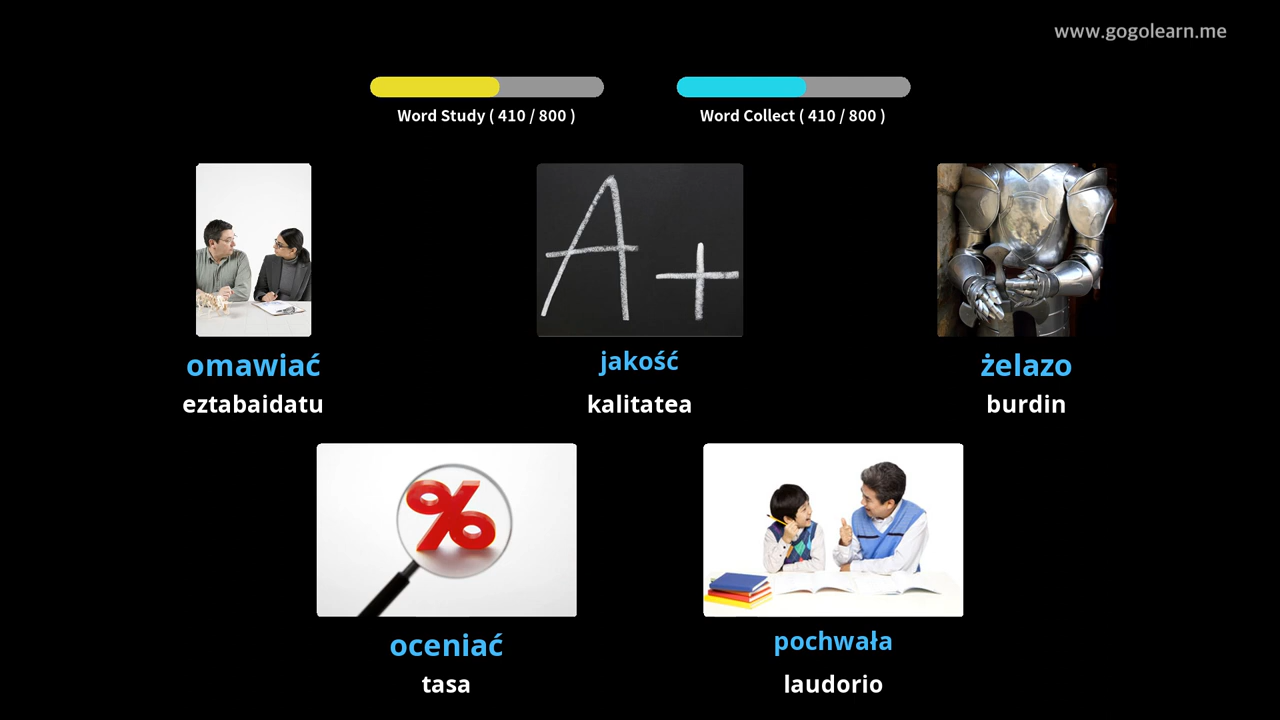 www.gogolearn.me
Word Study ( 410 / 800 )
Word Collect ( 410 / 800 )
A+
omawiać
jakość
żelazo
eztabaidatu
kalitatea
burdin
%
oceniać
pochwała
tasa
laudorio